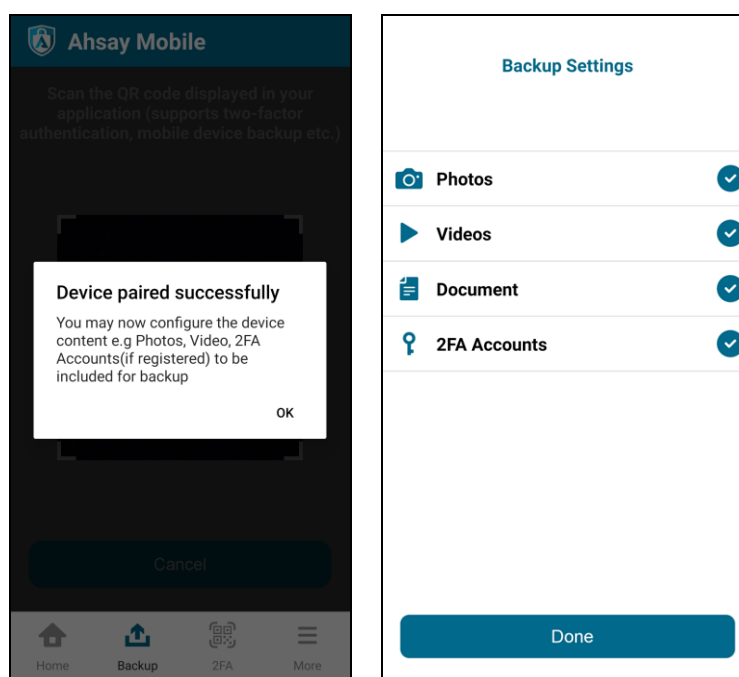 Ahsay Mobile
Scan the QR code displayed in your
application (supports two-factor
authentication, mobile device backup etc.)
Device paired successfully
You may now configure the device
content e.g Photos, Video, 2FA
Accounts(if registered) to be
included for backup
OK
Cancel
Home Backup 2FA More
Backup Settings
Photos
Videos
Document
2FA Accounts
Done